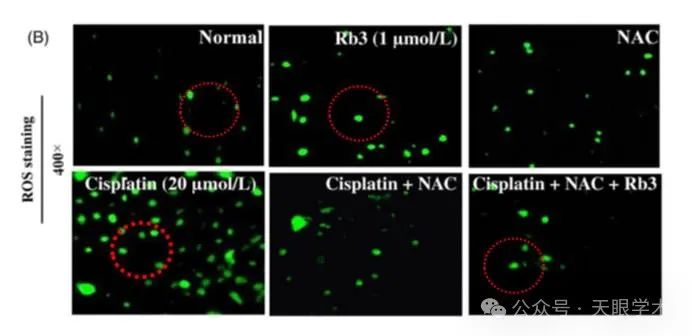 (B)
Normal
Rb3 (1 μmol/L)
NAC
ROS staining
400×
Cisplatin (20 μmol/L)
Cisplatin + NAC
Cisplatin + NAC + Rb3
公众号 · 天眼学术